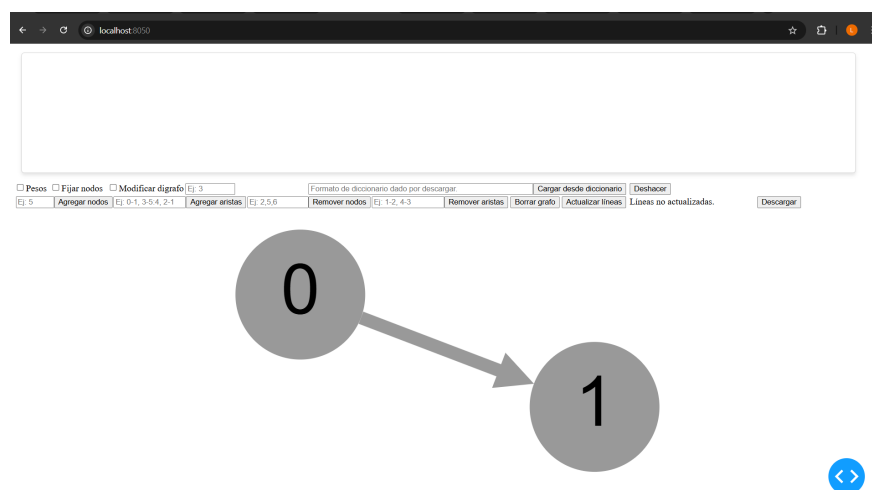 localhost:8050
L
Pesos Fijar nodos Modificar digrafo Ej: 3 Formato de diccionario dado por descargar. Cargar desde diccionario Deshacer
Ej: 5 Agregar nodos Ej: 0-1, 3-5:4, 2-1 Agregar aristas Ej: 2,5,6 Remover nodos Ej: 1-2, 4-3 Remover aristas Borrar grafo Actualizar líneas Lineas no actualizadas. Descargar
0
1